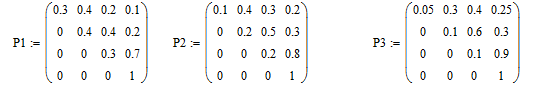 P1 := (0.3 0.4 0.2 0.1
0 0.4 0.4 0.2
0 0 0.3 0.7
0 0 0 1)
P2 := (0.1 0.4 0.3 0.2
0 0.2 0.5 0.3
0 0 0.2 0.8
0 0 0 1)
P3 := (0.05 0.3 0.4 0.25
0 0.1 0.6 0.3
0 0 0.1 0.9
0 0 0 1)